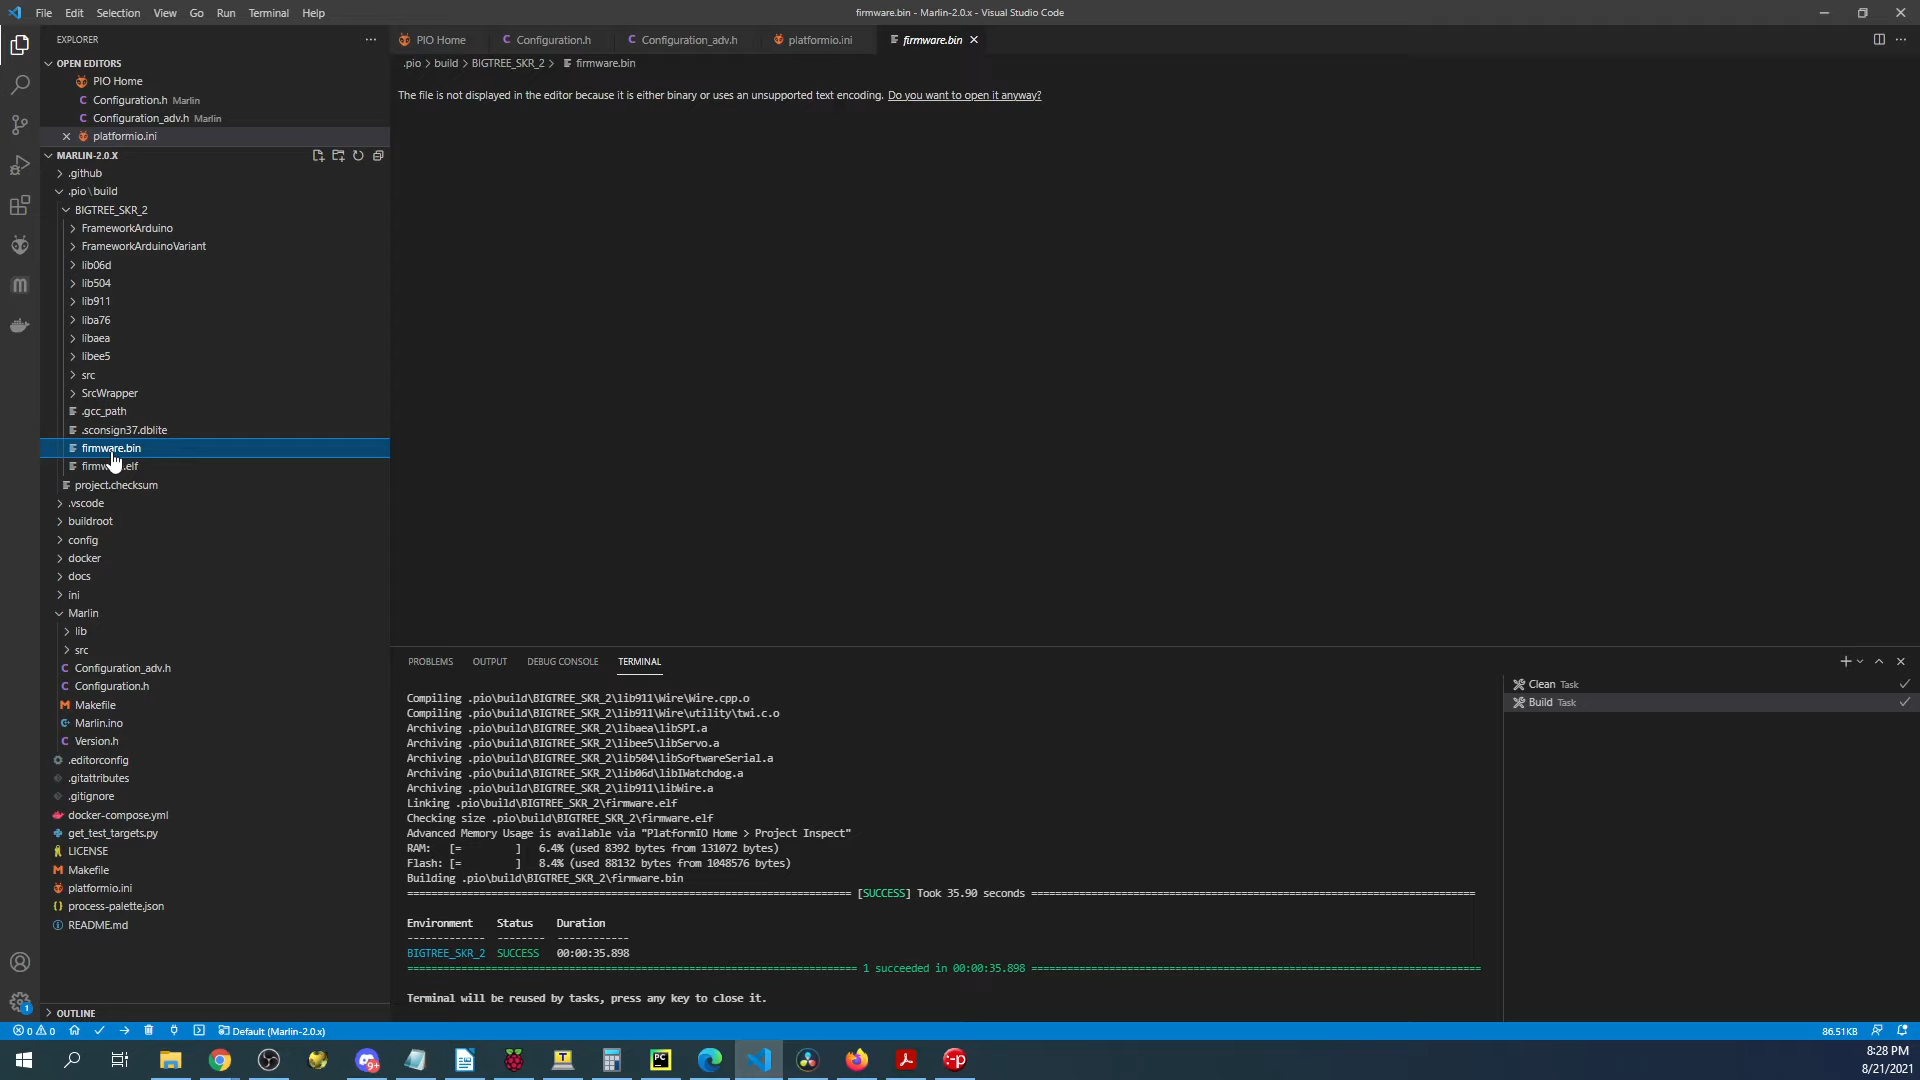 File Edit Selection View Go Run Terminal Help
firmware.bin - Marlin-2.0.x - Visual Studio Code
EXPLORER
OPEN EDITORS
PIO Home
Configuration.h Marlin
Configuration_adv.h Marlin
platformio.ini
MARLIN-2.0.X
.github
.pio \ build
BIGTREE_SKR_2
FrameworkArduino
FrameworkArduinoVariant
lib06d
lib504
lib911
liba76
libaea
libee5
src
SrcWrapper
.gcc_path
.sconsign37.dblite
firmware.bin
.elf
project.checksum
.vscode
buildroot
config
docker
docs
ini
Marlin
lib
src
Configuration_adv.h
Configuration.h
Makefile
Marlin.ino
Version.h
.editorconfig
.gitattributes
.gitignore
docker-compose.yml
get_test_targets.py
LICENSE
Makefile
platformio.ini
process-palette.json
README.md
OUTLINE
PIO Home Configuration.h Configuration_adv.h platformio.ini firmware.bin
.pio > build > BIGTREE_SKR_2 > firmware.bin
The file is not displayed in the editor because it is either binary or uses an unsupported text encoding. Do you want to open it anyway?
PROBLEMS OUTPUT DEBUG CONSOLE TERMINAL
Compiling .pio\build\BIGTREE_SKR_2\lib911\Wire\Wire.cpp.o
Compiling .pio\build\BIGTREE_SKR_2\lib911\Wire\utility\twi.c.o
Archiving .pio\build\BIGTREE_SKR_2\libaea\libSPI.a
Archiving .pio\build\BIGTREE_SKR_2\libee5\libServo.a
Archiving .pio\build\BIGTREE_SKR_2\lib504\libSoftwareSerial.a
Archiving .pio\build\BIGTREE_SKR_2\lib06d\libIWatchdog.a
Archiving .pio\build\BIGTREE_SKR_2\lib911\libWire.a
Linking .pio\build\BIGTREE_SKR_2\firmware.elf
Checking size .pio\build\BIGTREE_SKR_2\firmware.elf
Advanced Memory Usage is available via "PlatformIO Home > Project Inspect"
RAM: [= ] 6.4% (used 8392 bytes from 131072 bytes)
Flash: [= ] 8.4% (used 88132 bytes from 1048576 bytes)
Building .pio\build\BIGTREE_SKR_2\firmware.bin
[SUCCESS] Took 35.90 seconds
Environment Status Duration
BIGTREE_SKR_2 SUCCESS 00:00:35.898
1 succeeded in 00:00:35.898
Terminal will be reused by tasks, press any key to close it.
Clean Task
Build Task
1
0 0 Default (Marlin-2.0.x)
86.51KB
9+
8:28 PM
8/21/2021